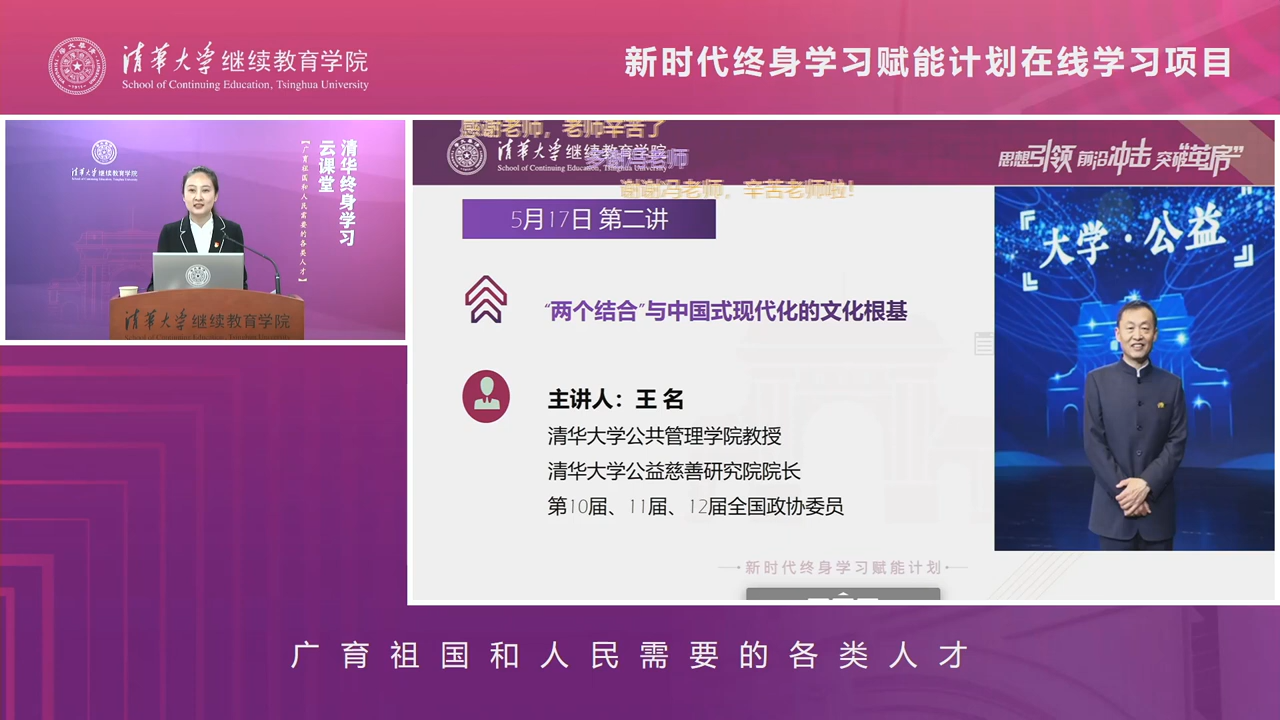 清华大学继续教育学院
School of Continuing Education, Tsinghua University
新时代终身学习赋能计划在线学习项目
清华大学继续教育学院
清华终身学习
云课堂
【广育祖国和人民需要的各类人才】
清华大学继续教育学院
感谢老师，老师辛苦了
清华大学继续教育学院
School of Continuing Education, Tsinghua University
谢谢冯老师，辛苦老师啦！
思想引领 前沿冲击 突破“茧房”
5月17日 第二讲
“两个结合”与中国式现代化的文化根基
主讲人：王 名
清华大学公共管理学院教授
清华大学公益慈善研究院院长
第10届、11届、12届全国政协委员
『大学·公益』
新时代终身学习赋能计划
广育祖国和人民需要的各类人才